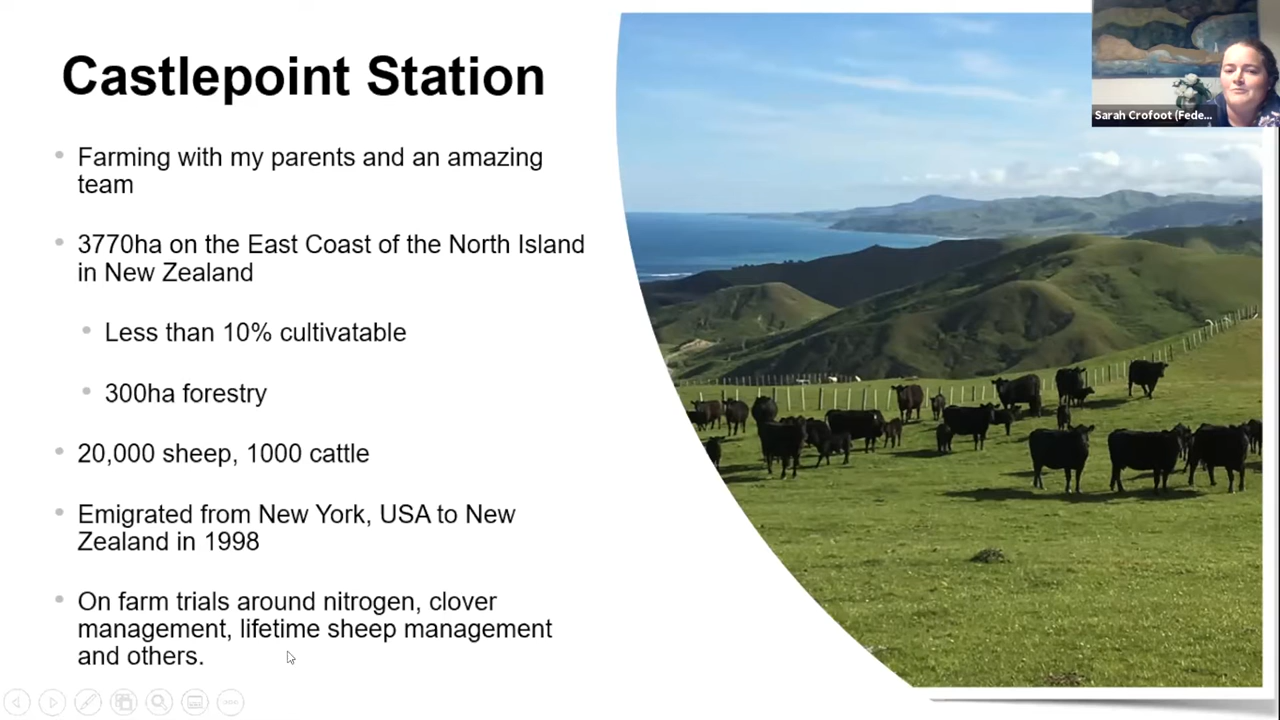 Castlepoint Station
Sarah Crofoot (Fede...
Farming with my parents and an amazing
team
3770ha on the East Coast of the North Island
in New Zealand
Less than 10% cultivatable
300ha forestry
20,000 sheep, 1000 cattle
Emigrated from New York, USA to New
Zealand in 1998
On farm trials around nitrogen, clover
management, lifetime sheep management
and others.